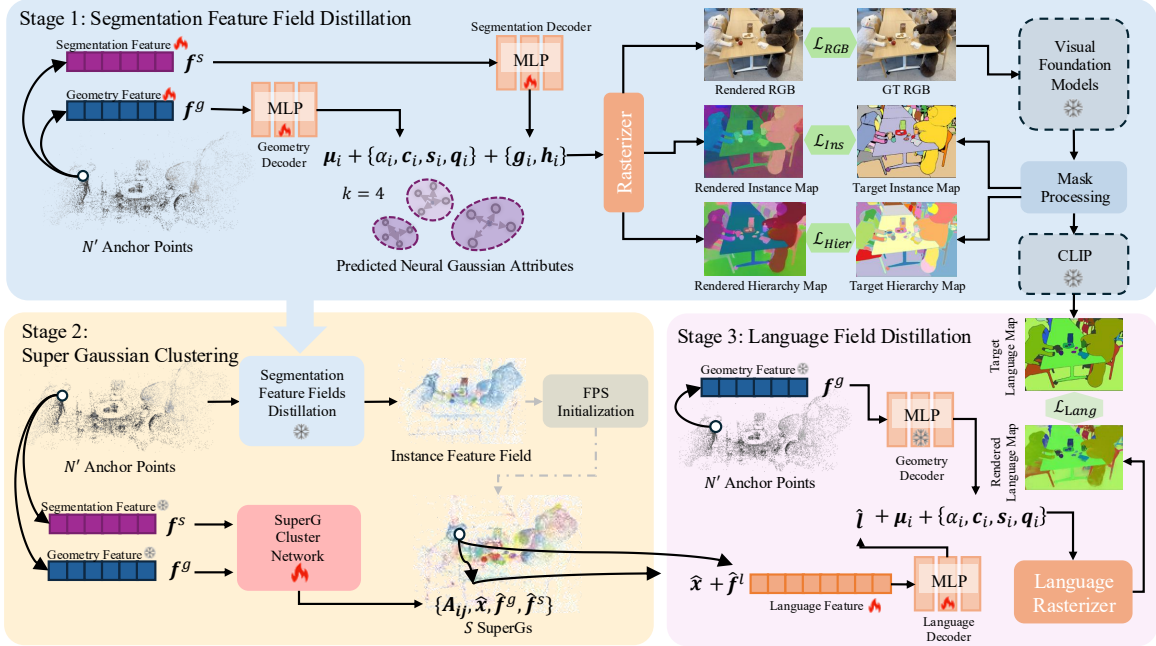 Stage 1: Segmentation Feature Field Distillation
Segmentation Feature
f^s
Geometry Feature
f^g
MLP
Geometry
Decoder
Segmentation Decoder
MLP
μ_i + {α_i, c_i, s_i, q_i} + {g_i, h_i}
k = 4
N′ Anchor Points
Predicted Neural Gaussian Attributes
Rasterizer
Rendered RGB
L_RGB
GT RGB
Rendered Instance Map
L_Ins
Target Instance Map
Rendered Hierarchy Map
L_Hier
Target Hierarchy Map
Visual
Foundation
Models
Mask
Processing
CLIP
Stage 2:
Super Gaussian Clustering
N′ Anchor Points
Segmentation
Feature Fields
Distillation
Instance Feature Field
FPS
Initialization
Segmentation Feature
f^s
Geometry Feature
f^g
SuperG
Cluster
Network
{A_ij, x̂, f̂^g, f̂^s}
S SuperGs
Stage 3: Language Field Distillation
Geometry Feature
f^g
N′ Anchor Points
MLP
Geometry
Decoder
Target
Language Map
L_Lang
Rendered
Language Map
l̂ + μ_i + {α_i, c_i, s_i, q_i}
x̂ + f̂^l
Language Feature
MLP
Language
Decoder
Language
Rasterizer